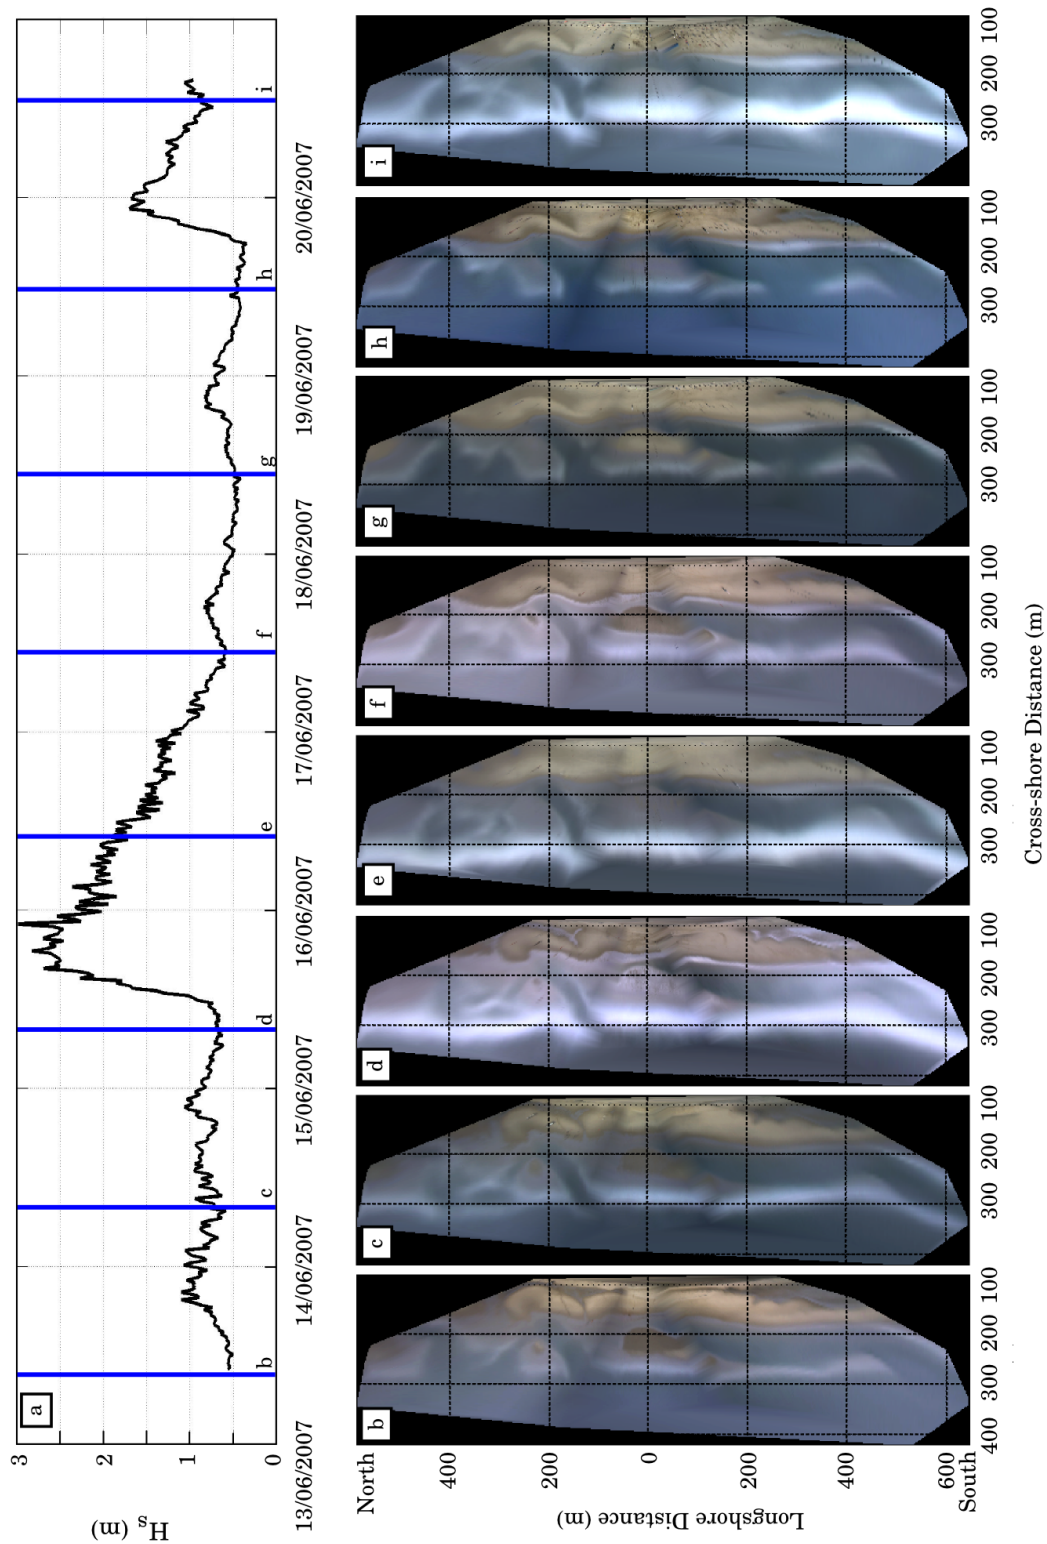 a
H_s (m)
3
2
1
0
b
c
d
e
f
g
h
i
13/06/2007
14/06/2007
15/06/2007
16/06/2007
17/06/2007
18/06/2007
19/06/2007
20/06/2007
b
c
d
e
f
g
h
i
North
400
200
0
200
400
600
South
Longshore Distance (m)
400 300 200 100
300 200 100
300 200 100
300 200 100
300 200 100
300 200 100
300 200 100
300 200 100
Cross-shore Distance (m)